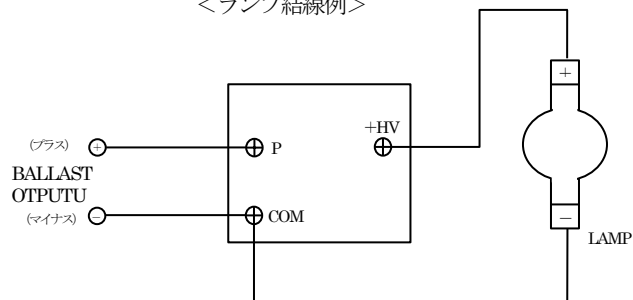 <ランプ結線例>
+
+HV
(プラス)
+
P
BALLAST
OTPUTU
(マイナス)
−
COM
−
LAMP